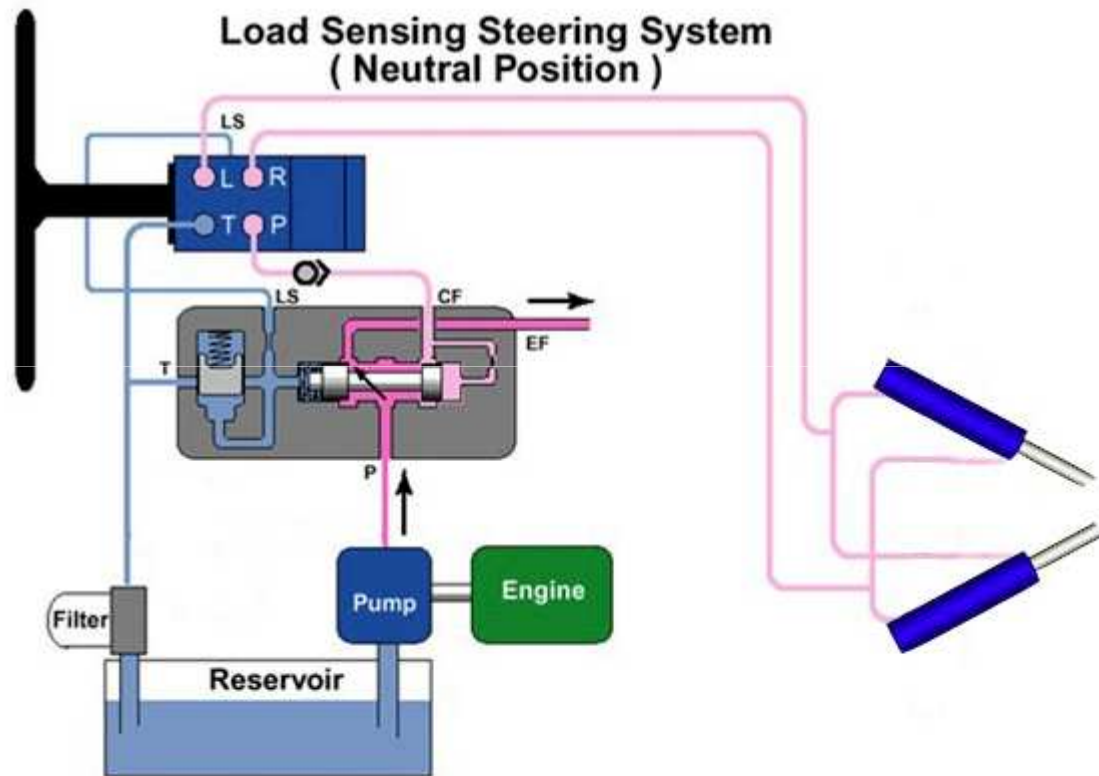 Load Sensing Steering System
( Neutral Position )
LS
L R
T P
LS
CF
EF
T
P
Pump
Engine
Filter
Reservoir